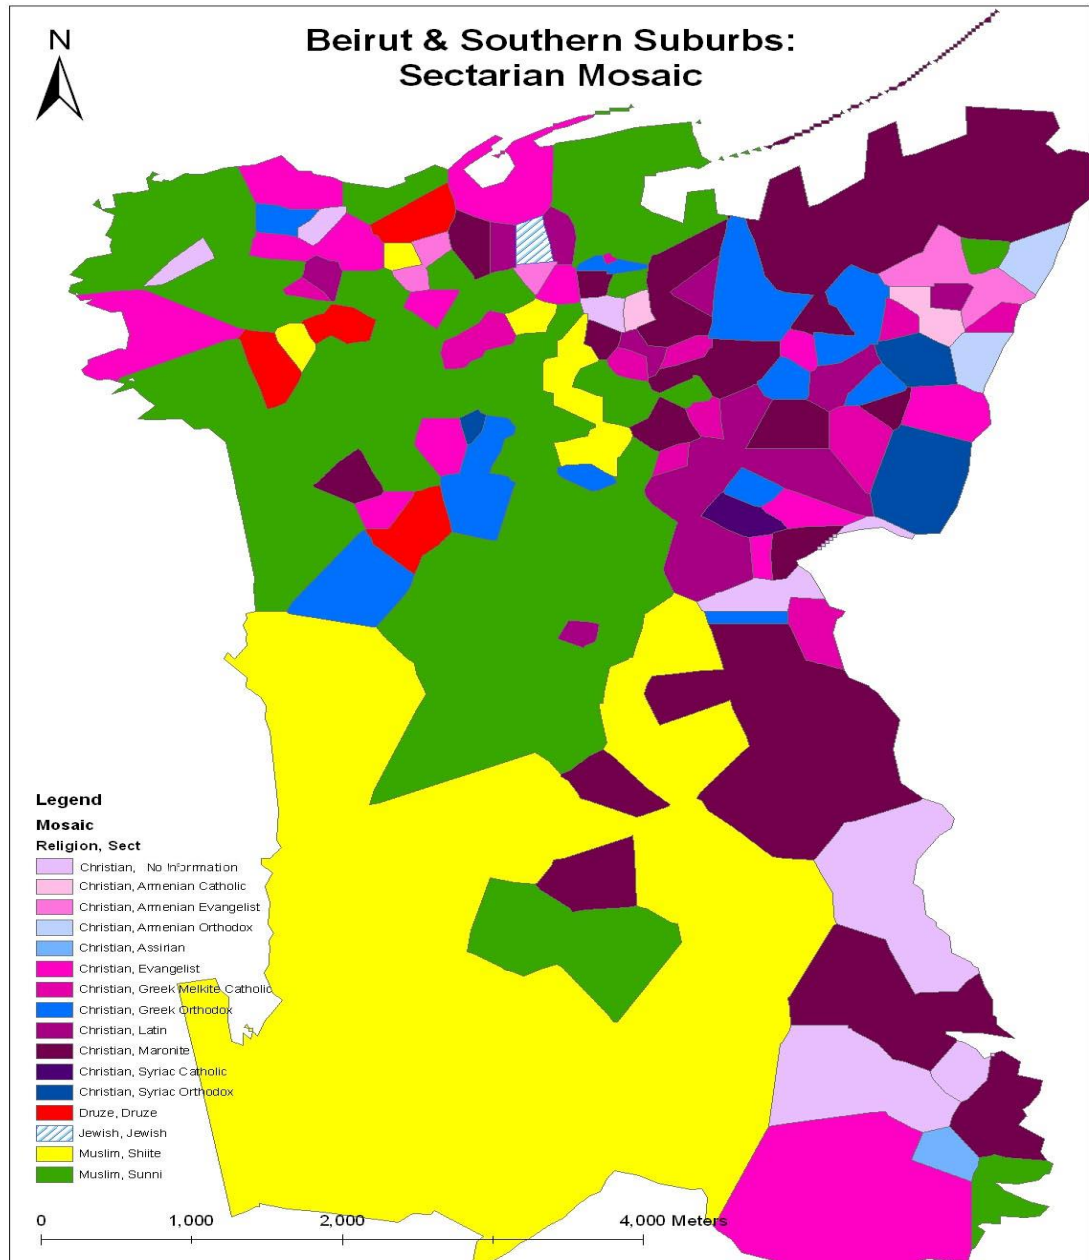 N
Beirut & Southern Suburbs:
Sectarian Mosaic
Legend
Mosaic
Religion, Sect
Christian, No Information
Christian, Armenian Catholic
Christian, Armenian Evangelist
Christian, Armenian Orthodox
Christian, Assirian
Christian, Evangelist
Christian, Greek Melkite Catholic
Christian, Greek Orthodox
Christian, Latin
Christian, Maronite
Christian, Syriac Catholic
Christian, Syriac Orthodox
Druze, Druze
Jewish, Jewish
Muslim, Shiite
Muslim, Sunni
0 1,000 2,000 4,000 Meters